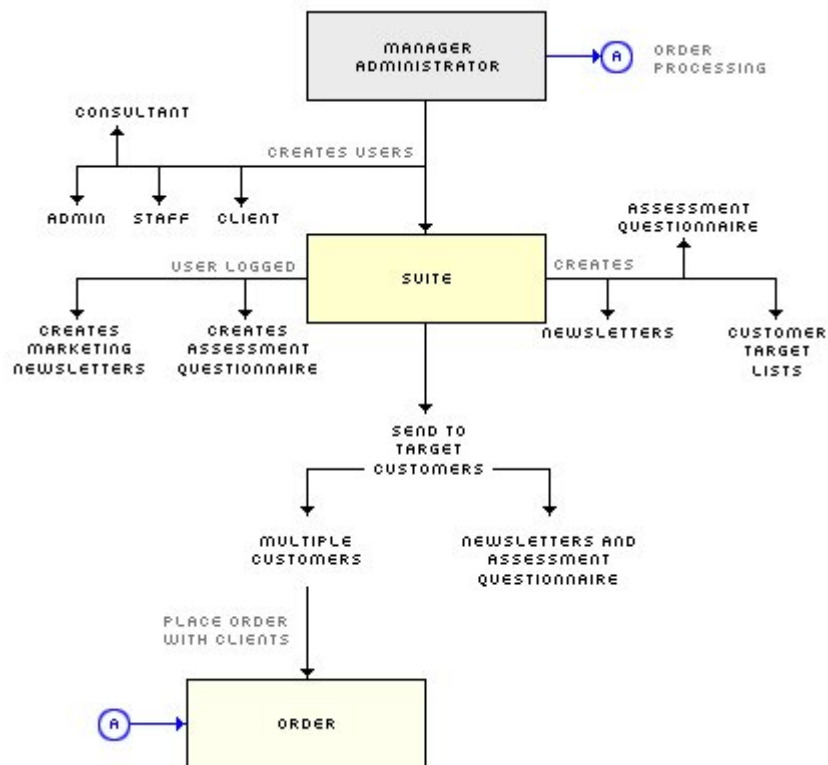 MANAGER
ADMINISTRATOR
A
ORDER
PROCESSING
CONSULTANT
CREATES USERS
ADMIN
STAFF
CLIENT
ASSESSMENT
QUESTIONNAIRE
USER LOGGED
SUITE
CREATES
CREATES
MARKETING
NEWSLETTERS
CREATES
ASSESSMENT
QUESTIONNAIRE
NEWSLETTERS
CUSTOMER
TARGET
LISTS
SEND TO
TARGET
CUSTOMERS
MULTIPLE
CUSTOMERS
NEWSLETTERS AND
ASSESSMENT
QUESTIONNAIRE
PLACE ORDER
WITH CLIENTS
A
ORDER